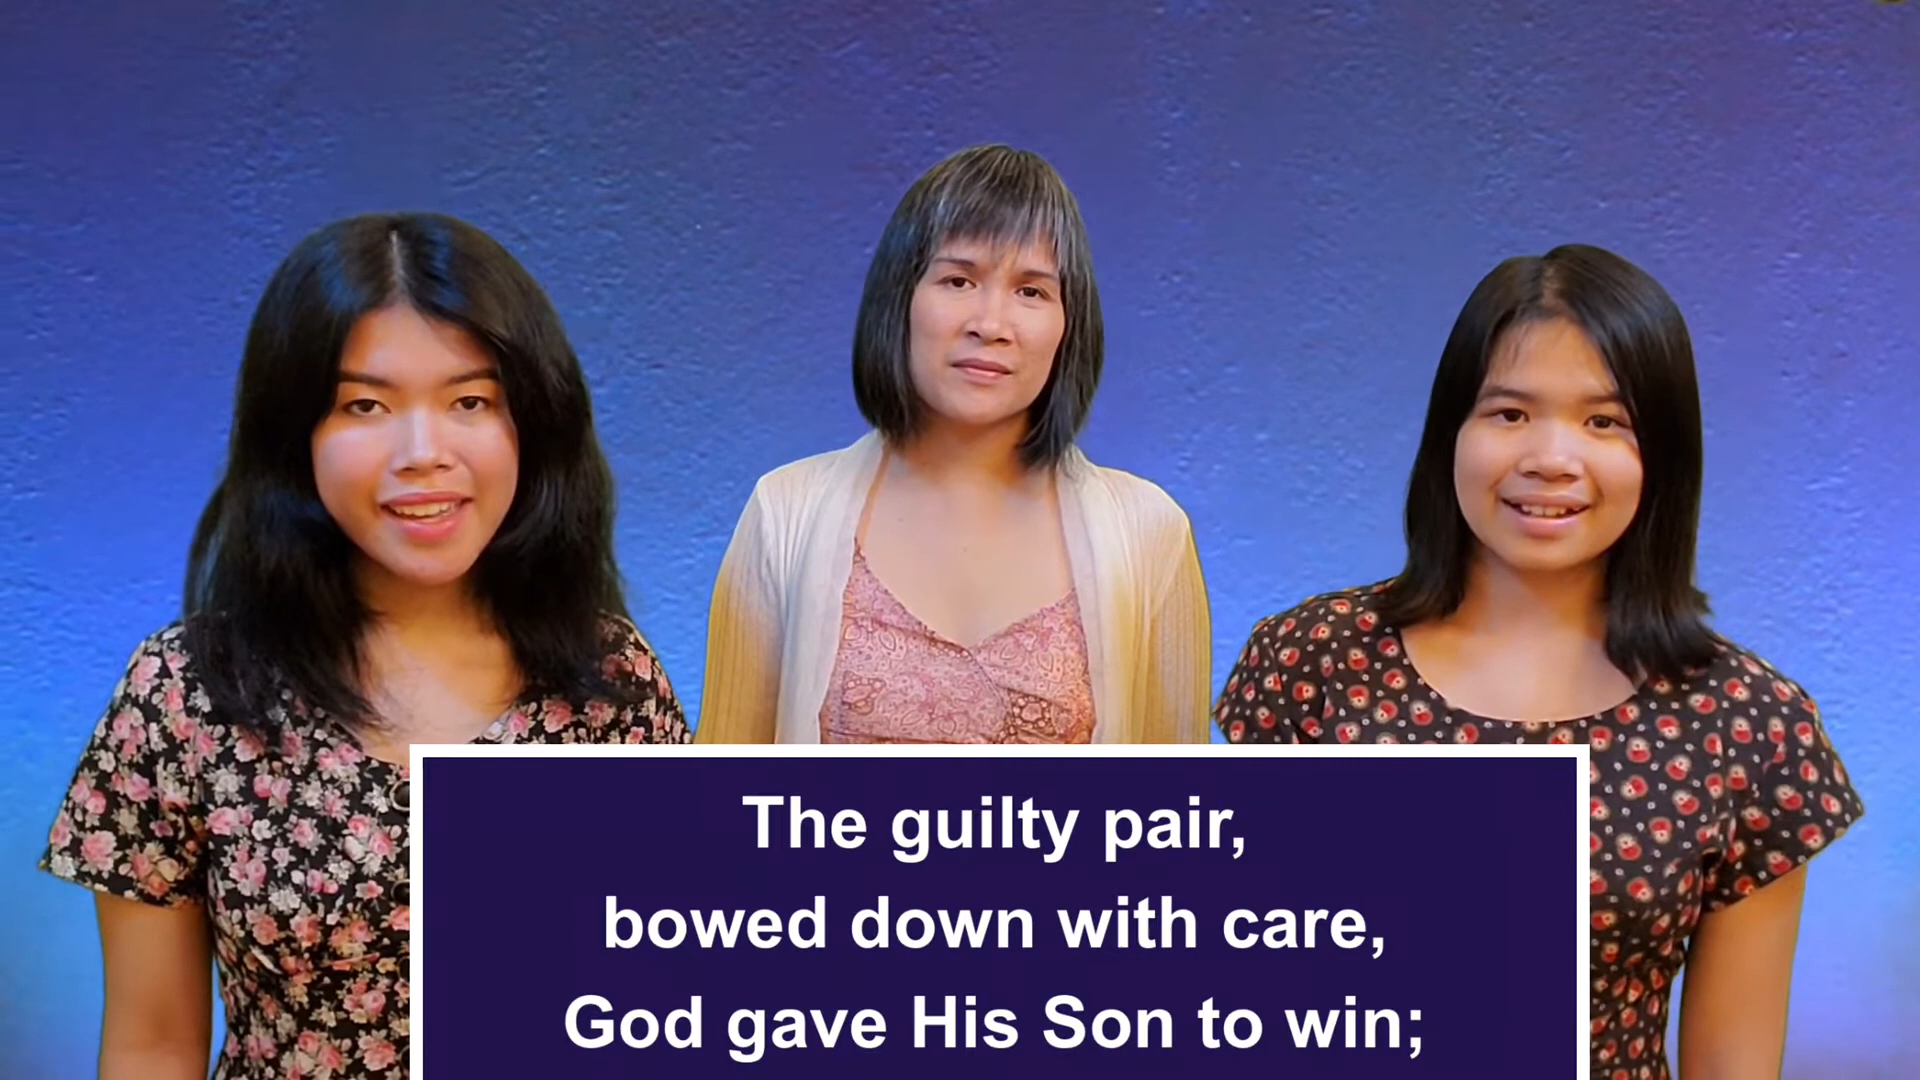 The guilty pair,
bowed down with care,
God gave His Son to win;